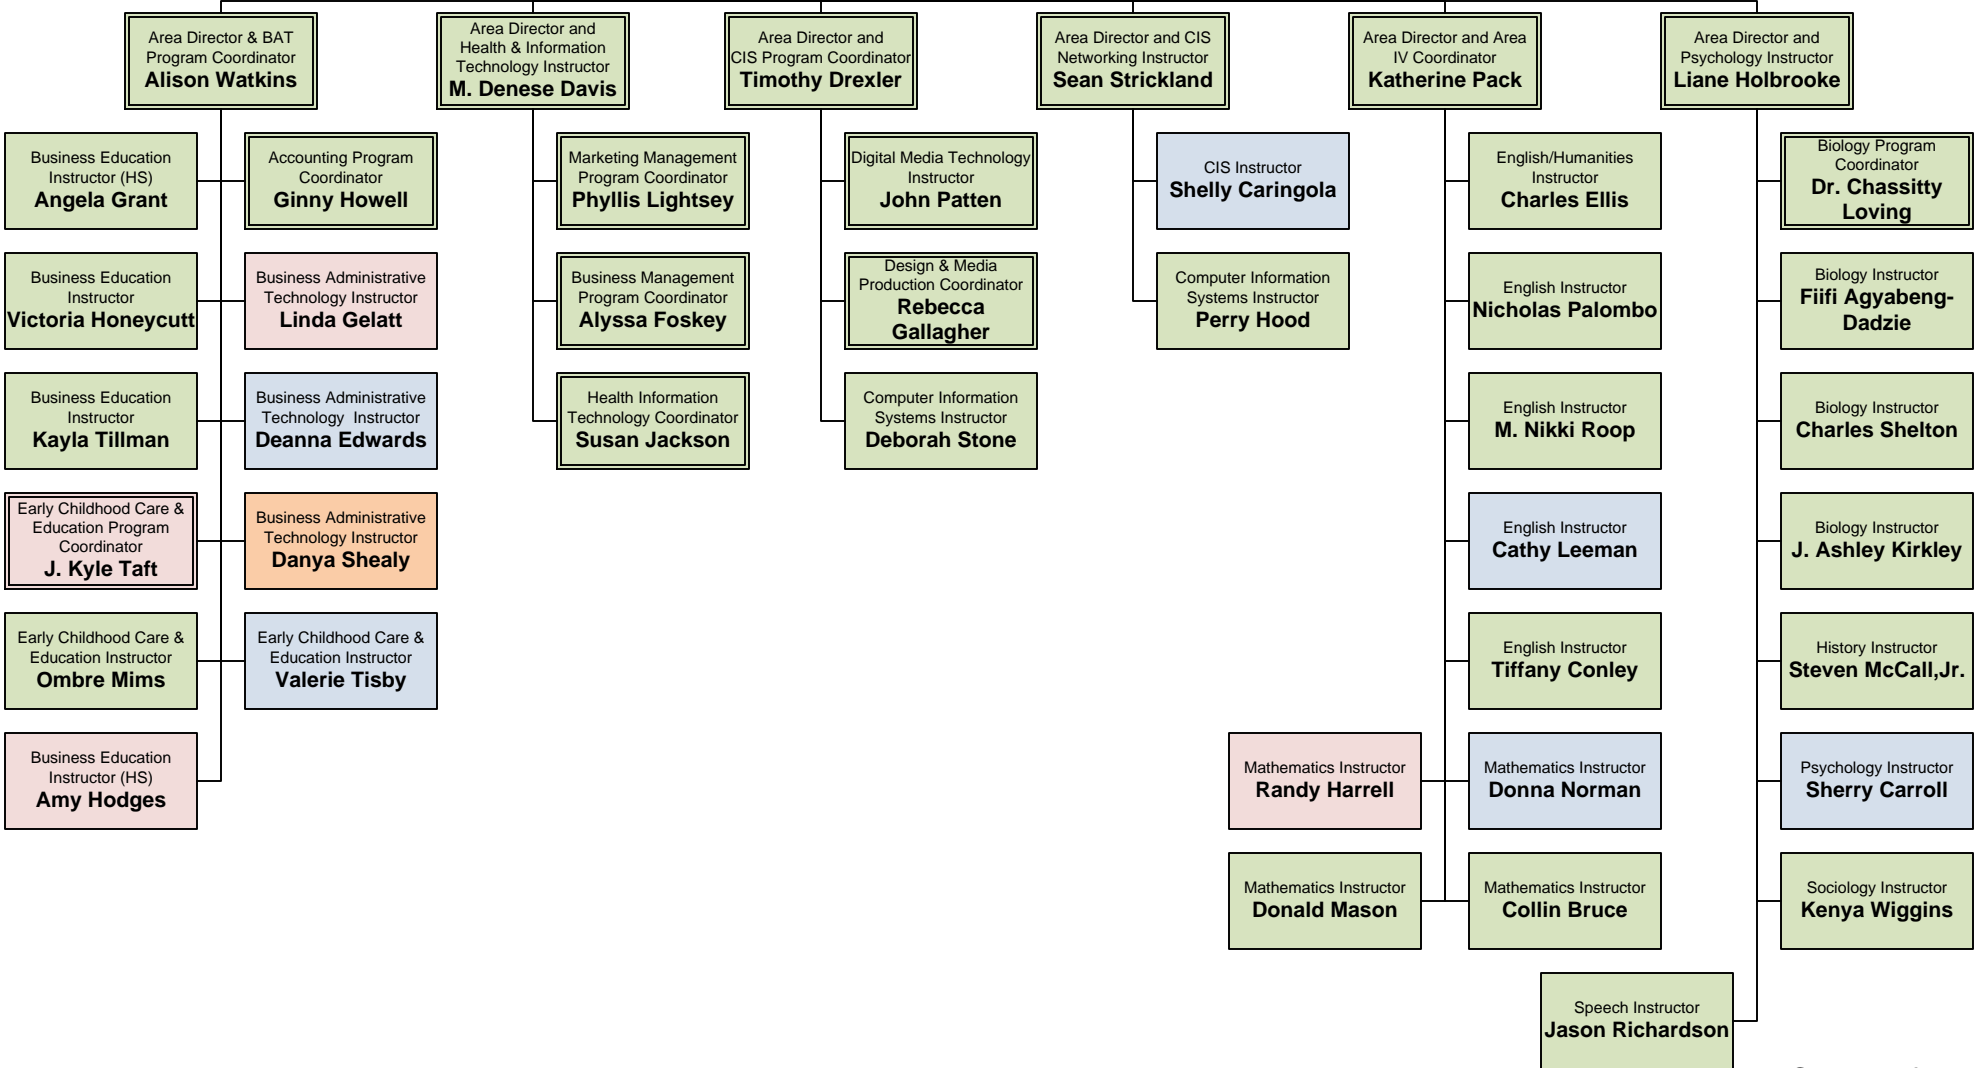 Area Director & BAT
Program Coordinator
Alison Watkins
Area Director and
Health & Information
Technology Instructor
M. Denese Davis
Area Director and
CIS Program Coordinator
Timothy Drexler
Area Director and CIS
Networking Instructor
Sean Strickland
Area Director and Area
IV Coordinator
Katherine Pack
Area Director and
Psychology Instructor
Liane Holbrooke
Business Education
Instructor (HS)
Angela Grant
Accounting Program
Coordinator
Ginny Howell
Marketing Management
Program Coordinator
Phyllis Lightsey
Digital Media Technology
Instructor
John Patten
CIS Instructor
Shelly Caringola
English/Humanities
Instructor
Charles Ellis
Biology Program
Coordinator
Dr. Chassitty
Loving
Business Education
Instructor
Victoria Honeycutt
Business Administrative
Technology Instructor
Linda Gelatt
Business Management
Program Coordinator
Alyssa Foskey
Design & Media
Production Coordinator
Rebecca
Gallagher
Computer Information
Systems Instructor
Perry Hood
English Instructor
Nicholas Palombo
Biology Instructor
Fiifi Agyabeng-
Dadzie
Business Education
Instructor
Kayla Tillman
Business Administrative
Technology  Instructor
Deanna Edwards
Health Information
Technology Coordinator
Susan Jackson
Computer Information
Systems Instructor
Deborah Stone
English Instructor
M. Nikki Roop
Biology Instructor
Charles Shelton
Early Childhood Care &
Education Program
Coordinator
J. Kyle Taft
Business Administrative
Technology Instructor
Danya Shealy
English Instructor
Cathy Leeman
Biology Instructor
J. Ashley Kirkley
Early Childhood Care &
Education Instructor
Ombre Mims
Early Childhood Care &
Education Instructor
Valerie Tisby
English Instructor
Tiffany Conley
History Instructor
Steven McCall,Jr.
Business Education
Instructor (HS)
Amy Hodges
Mathematics Instructor
Randy Harrell
Mathematics Instructor
Donna Norman
Psychology Instructor
Sherry Carroll
Mathematics Instructor
Donald Mason
Mathematics Instructor
Collin Bruce
Sociology Instructor
Kenya Wiggins
Speech Instructor
Jason Richardson